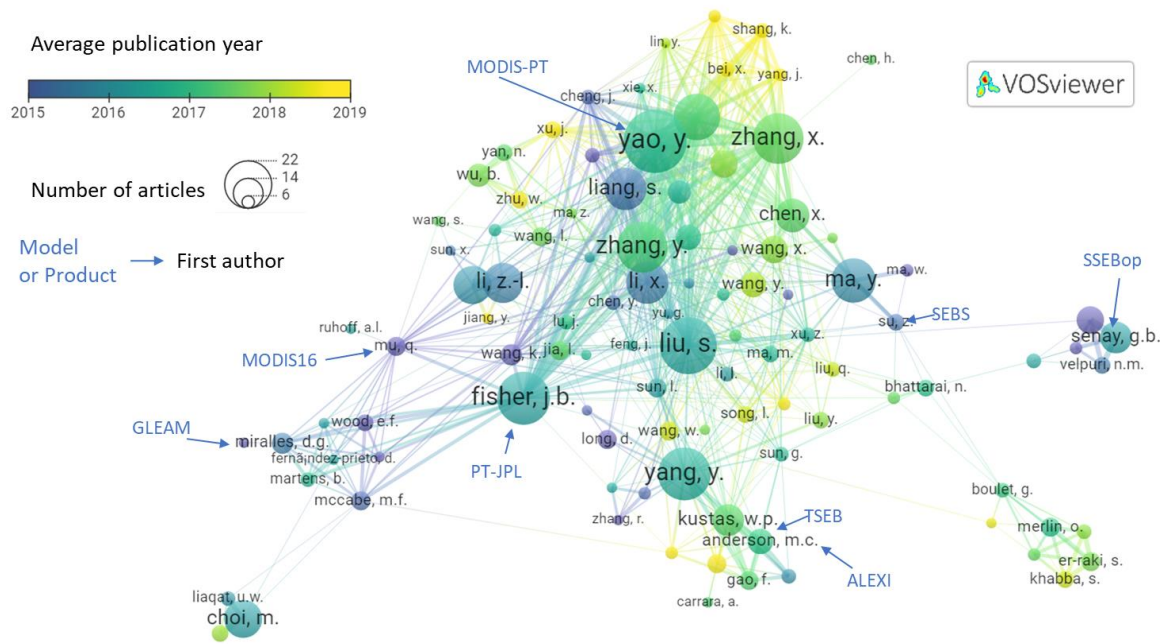 Average publication year
2015 2016 2017 2018 2019
Number of articles
22
14
6
Model
or Product
First author
VOSviewer
shang, k.
lin, y.
chen, h.
MODIS-PT
bei, x.
yang, j.
xie, x.
cheng, j.
xu, j.
yao, y.
zhang, x.
yan, n.
wu, b.
liang, s.
zhu, w.
ma, z.
chen, x.
wang, s.
wang, l.
sun, x.
zhang, y.
wang, x.
SSEBop
ma, w.
li, z.-l.
li, x.
wang, y.
ma, y.
chen, y.
jiang, y.
yu, g.
SEBS
lu, j.
su, z.
ruhoff, a.l.
xu, z.
senay, g.b.
mu, q.
feng, j.
liu, s.
MODIS16
wang, k.
jia, l.
ma, m.
velpuri, n.m.
li, l.
liu, q.
sun, l.
bhattarai, n.
fisher, j.b.
song, l.
liu, y.
wood, e.f.
GLEAM
wang, w.
miralles, d.g.
long, d.
sun, g.
fernãjndez-prieto, d.
PT-JPL
yang, y.
martens, b.
boulet, g.
mccabe, m.f.
zhang, r.
kustas, w.p.
TSEB
merlin, o.
anderson, m.c.
er-raki, s.
gao, f.
ALEXI
khabba, s.
liaqat, u.w.
carrara, a.
choi, m.